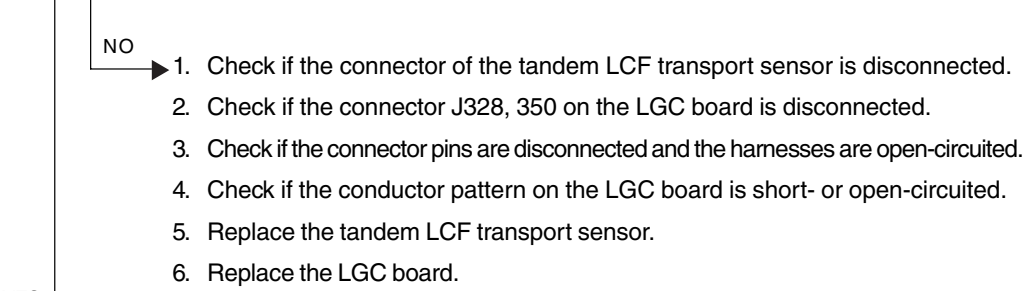 NO
1. Check if the connector of the tandem LCF transport sensor is disconnected.
2. Check if the connector J328, 350 on the LGC board is disconnected.
3. Check if the connector pins are disconnected and the harnesses are open-circuited.
4. Check if the conductor pattern on the LGC board is short- or open-circuited.
5. Replace the tandem LCF transport sensor.
6. Replace the LGC board.